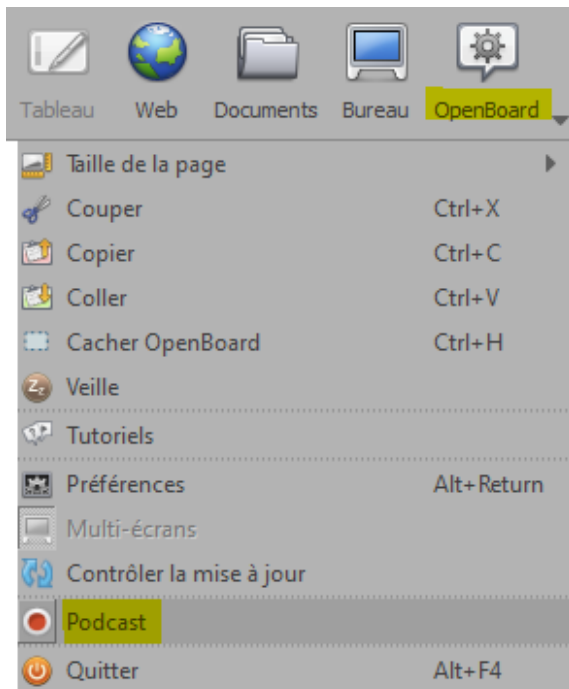 Tableau Web Documents Bureau OpenBoard
Taille de la page
Couper Ctrl+X
Copier Ctrl+C
Coller Ctrl+V
Cacher OpenBoard Ctrl+H
Veille
Tutoriels
Préférences Alt+Return
Multi-écrans
Contrôler la mise à jour
Podcast
Quitter Alt+F4